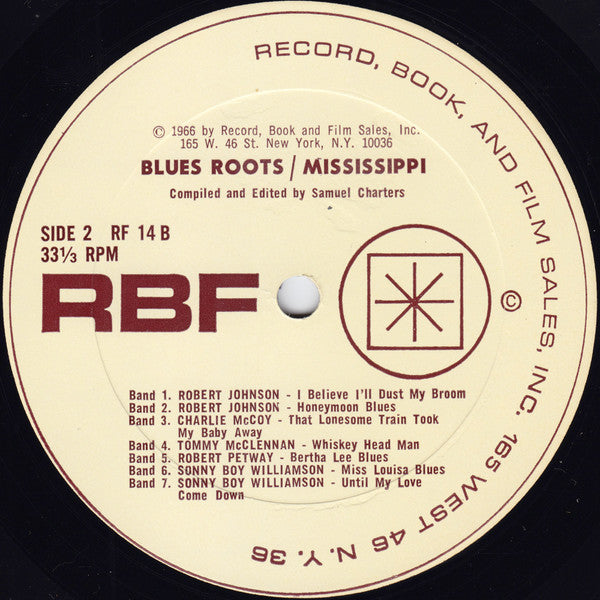 RECORD, BOOK, AND FILM SALES, INC. 165 WEST 46 N.Y. 36
© 1966 by Record, Book and Film Sales, Inc.
165 W. 46 St. New York, N.Y. 10036
BLUES ROOTS / MISSISSIPPI
Compiled and Edited by Samuel Charters
SIDE 2 RF 14 B
33⅓ RPM
RBF
©
Band 1. ROBERT JOHNSON - I Believe I'll Dust My Broom
Band 2. ROBERT JOHNSON - Honeymoon Blues
Band 3. CHARLIE McCOY - That Lonesome Train Took
My Baby Away
Band 4. TOMMY McCLENNAN - Whiskey Head Man
Band 5. ROBERT PETWAY - Bertha Lee Blues
Band 6. SONNY BOY WILLIAMSON - Miss Louisa Blues
Band 7. SONNY BOY WILLIAMSON - Until My Love
Come Down